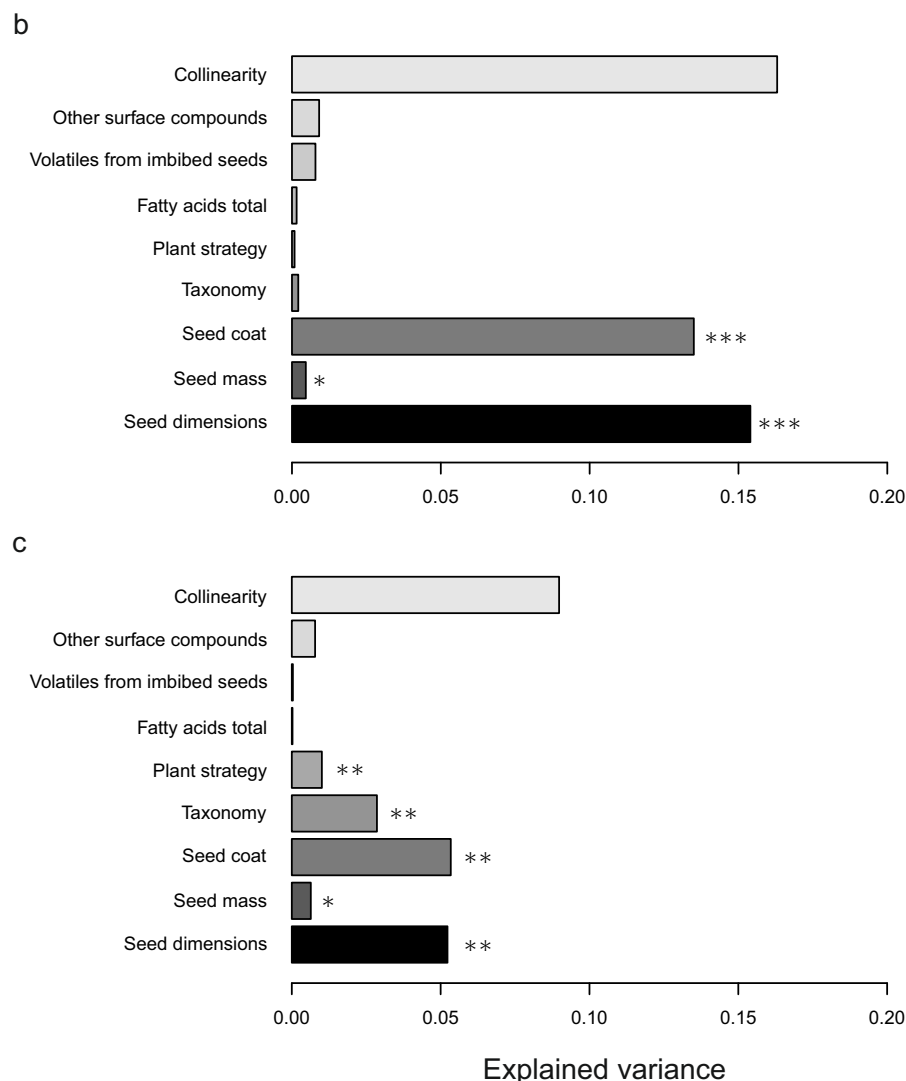 b
Collinearity
Other surface compounds
Volatiles from imbibed seeds
Fatty acids total
Plant strategy
Taxonomy
Seed coat ***
Seed mass *
Seed dimensions ***
0.00 0.05 0.10 0.15 0.20
c
Collinearity
Other surface compounds
Volatiles from imbibed seeds
Fatty acids total
Plant strategy **
Taxonomy **
Seed coat **
Seed mass *
Seed dimensions **
0.00 0.05 0.10 0.15 0.20
Explained variance